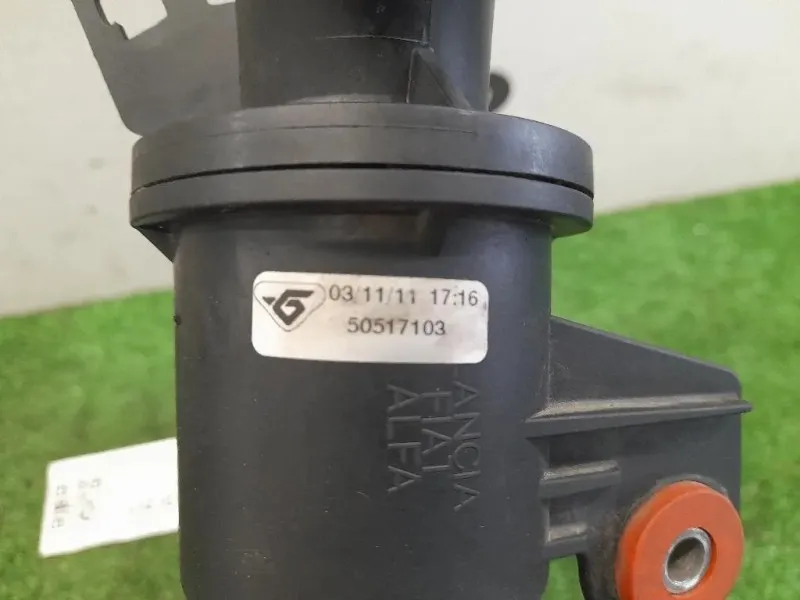 03/11/11 17:16
50517103
LANCIA
FIAT
ALFA